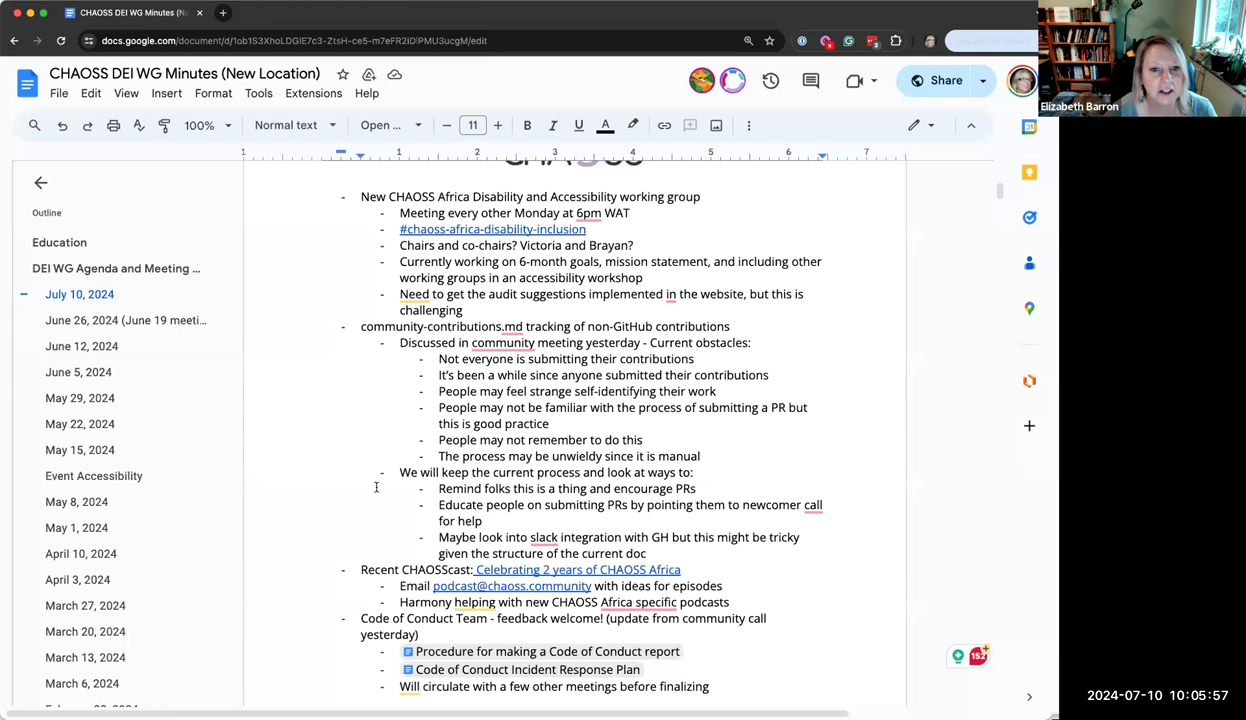 CHAOSS DEI WG Minutes (Ne
docs.google.com/document/d/1ob1S3XhoLDGIE7c3-ZtsH-ce5-m7eFR2iDiPMU3ucgM/edit
CHAOSS DEI WG Minutes (New Location)
File Edit View Insert Format Tools Extensions Help
Share
Elizabeth Barron
100% Normal text Open ... 11 B I U A
1 1 2 3 4 5 6 7
Outline
Education
DEI WG Agenda and Meeting ...
July 10, 2024
June 26, 2024 (June 19 meeti...
June 12, 2024
June 5, 2024
May 29, 2024
May 22, 2024
May 15, 2024
Event Accessibility
May 8, 2024
May 1, 2024
April 10, 2024
April 3, 2024
March 27, 2024
March 20, 2024
March 13, 2024
March 6, 2024
- New CHAOSS Africa Disability and Accessibility working group
- Meeting every other Monday at 6pm WAT
- #chaoss-africa-disability-inclusion
- Chairs and co-chairs? Victoria and Brayan?
- Currently working on 6-month goals, mission statement, and including other
working groups in an accessibility workshop
- Need to get the audit suggestions implemented in the website, but this is
challenging
- community-contributions.md tracking of non-GitHub contributions
- Discussed in community meeting yesterday - Current obstacles:
- Not everyone is submitting their contributions
- It's been a while since anyone submitted their contributions
- People may feel strange self-identifying their work
- People may not be familiar with the process of submitting a PR but
this is good practice
- People may not remember to do this
- The process may be unwieldy since it is manual
- We will keep the current process and look at ways to:
- Remind folks this is a thing and encourage PRs
- Educate people on submitting PRs by pointing them to newcomer call
for help
- Maybe look into slack integration with GH but this might be tricky
given the structure of the current doc
- Recent CHAOSScast: Celebrating 2 years of CHAOSS Africa
- Email podcast@chaoss.community with ideas for episodes
- Harmony helping with new CHAOSS Africa specific podcasts
- Code of Conduct Team - feedback welcome! (update from community call
yesterday)
- Procedure for making a Code of Conduct report
- Code of Conduct Incident Response Plan
- Will circulate with a few other meetings before finalizing
152
2024-07-10 10:05:57